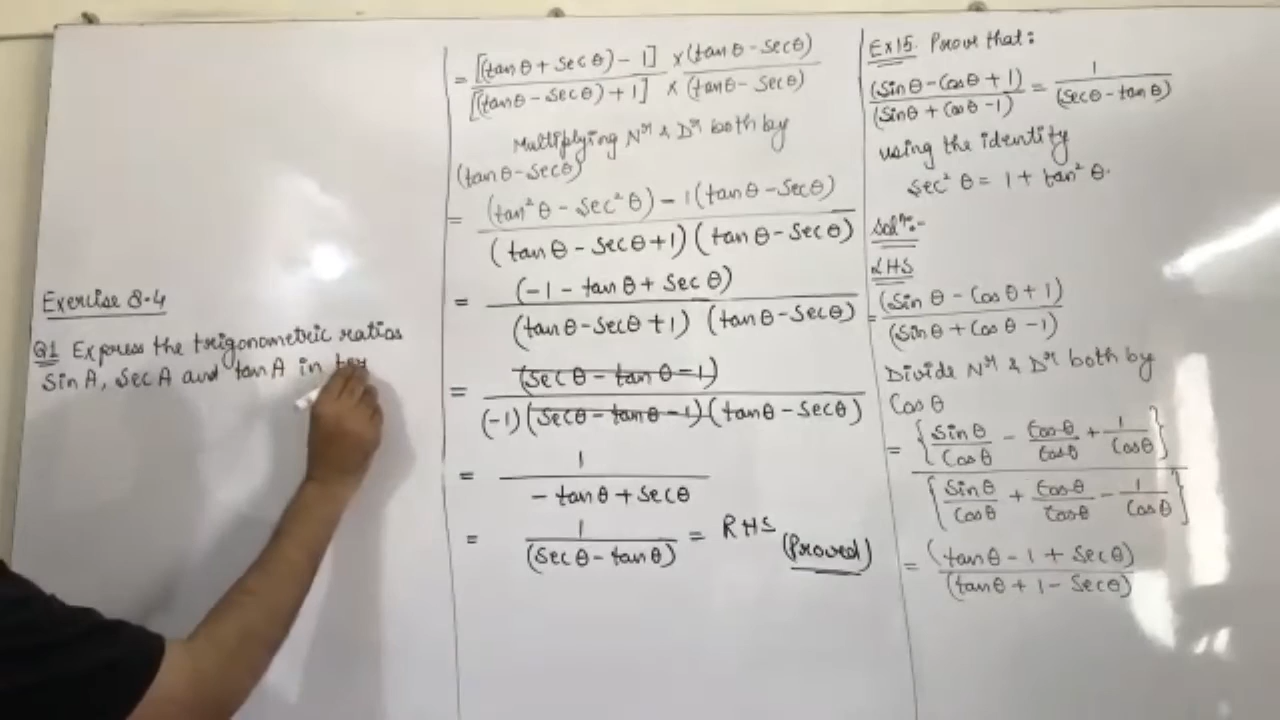 Exercise 8.4
Q1 Express the trigonometric ratios
sin A, sec A and tan A in
= [(tan θ + sec θ) - 1] × (tan θ - sec θ)
[(tan θ - sec θ) + 1] × (tan θ - sec θ)
Multiplying Nʳ & Dʳ both by
(tan θ - sec θ)
= (tan² θ - sec² θ) - 1 (tan θ - sec θ)
(tan θ - sec θ + 1) (tan θ - sec θ)
= (-1 - tan θ + sec θ)
(tan θ - sec θ + 1) (tan θ - sec θ)
= (sec θ - tan θ - 1)
(-1) (sec θ - tan θ - 1) (tan θ - sec θ)
= 1
- tan θ + sec θ
= 1 = RHS
(sec θ - tan θ) (Proved)
Ex 15. Prove that:
(sin θ - cos θ + 1) = 1
(sin θ + cos θ - 1) (sec θ - tan θ)
using the identity
sec² θ = 1 + tan² θ.
Solⁿ:-
LHS
= (sin θ - cos θ + 1)
(sin θ + cos θ - 1)
Divide Nʳ & Dʳ both by
cos θ
= { sin θ - cos θ + 1 }
cos θ cos θ cos θ
{ sin θ + cos θ - 1 }
cos θ cos θ cos θ
= (tan θ - 1 + sec θ)
(tan θ + 1 - sec θ)